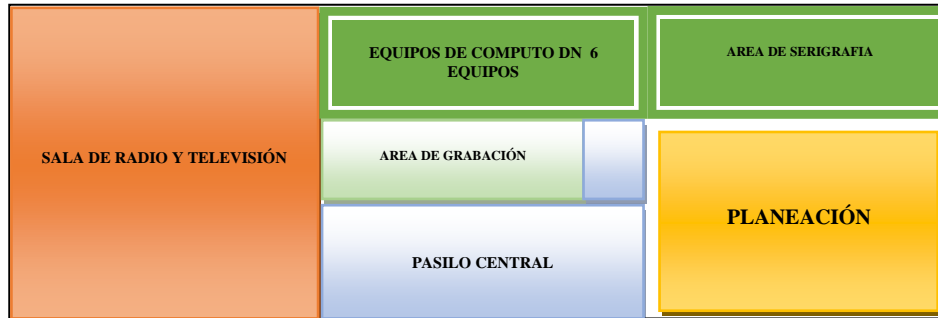 EQUIPOS DE COMPUTO DN 6
EQUIPOS
AREA DE SERIGRAFIA
SALA DE RADIO Y TELEVISIÓN
AREA DE GRABACIÓN
PLANEACIÓN
PASILO CENTRAL